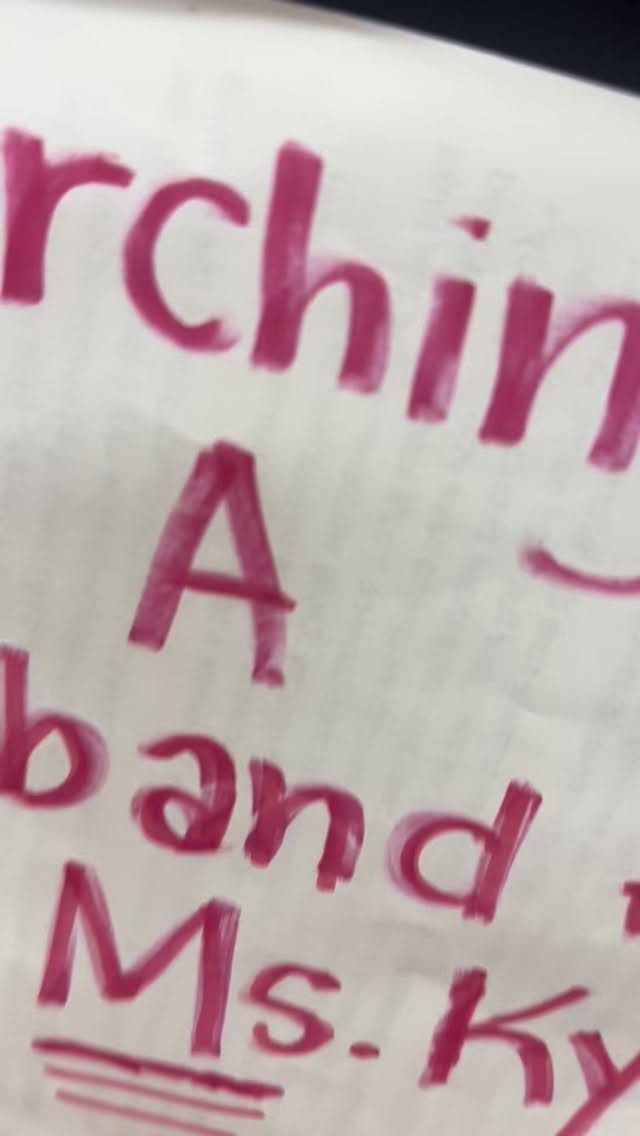 rchin
A
band
Ms. Ky